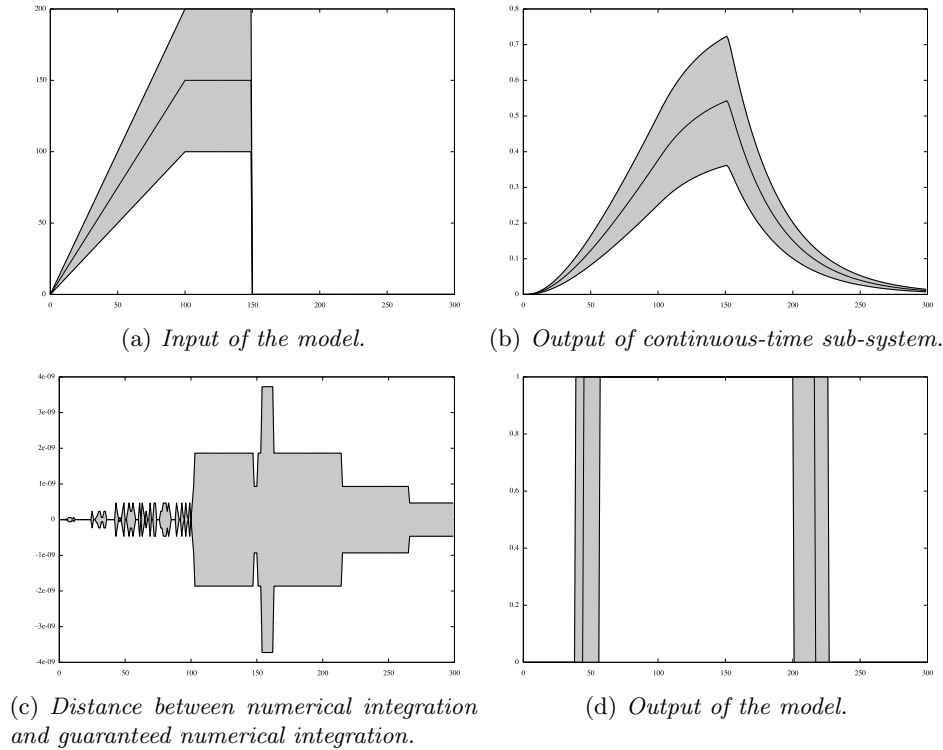 200
150
100
50
0
0 50 100 150 200 250 300
(a) Input of the model.
0.8
0.7
0.6
0.5
0.4
0.3
0.2
0.1
0
0 50 100 150 200 250 300
(b) Output of continuous-time sub-system.
4e-09
3e-09
2e-09
1e-09
0
-1e-09
-2e-09
-3e-09
-4e-09
0 50 100 150 200 250 300
(c) Distance between numerical integration
and guaranteed numerical integration.
1
0.8
0.6
0.4
0.2
0
0 50 100 150 200 250 300
(d) Output of the model.